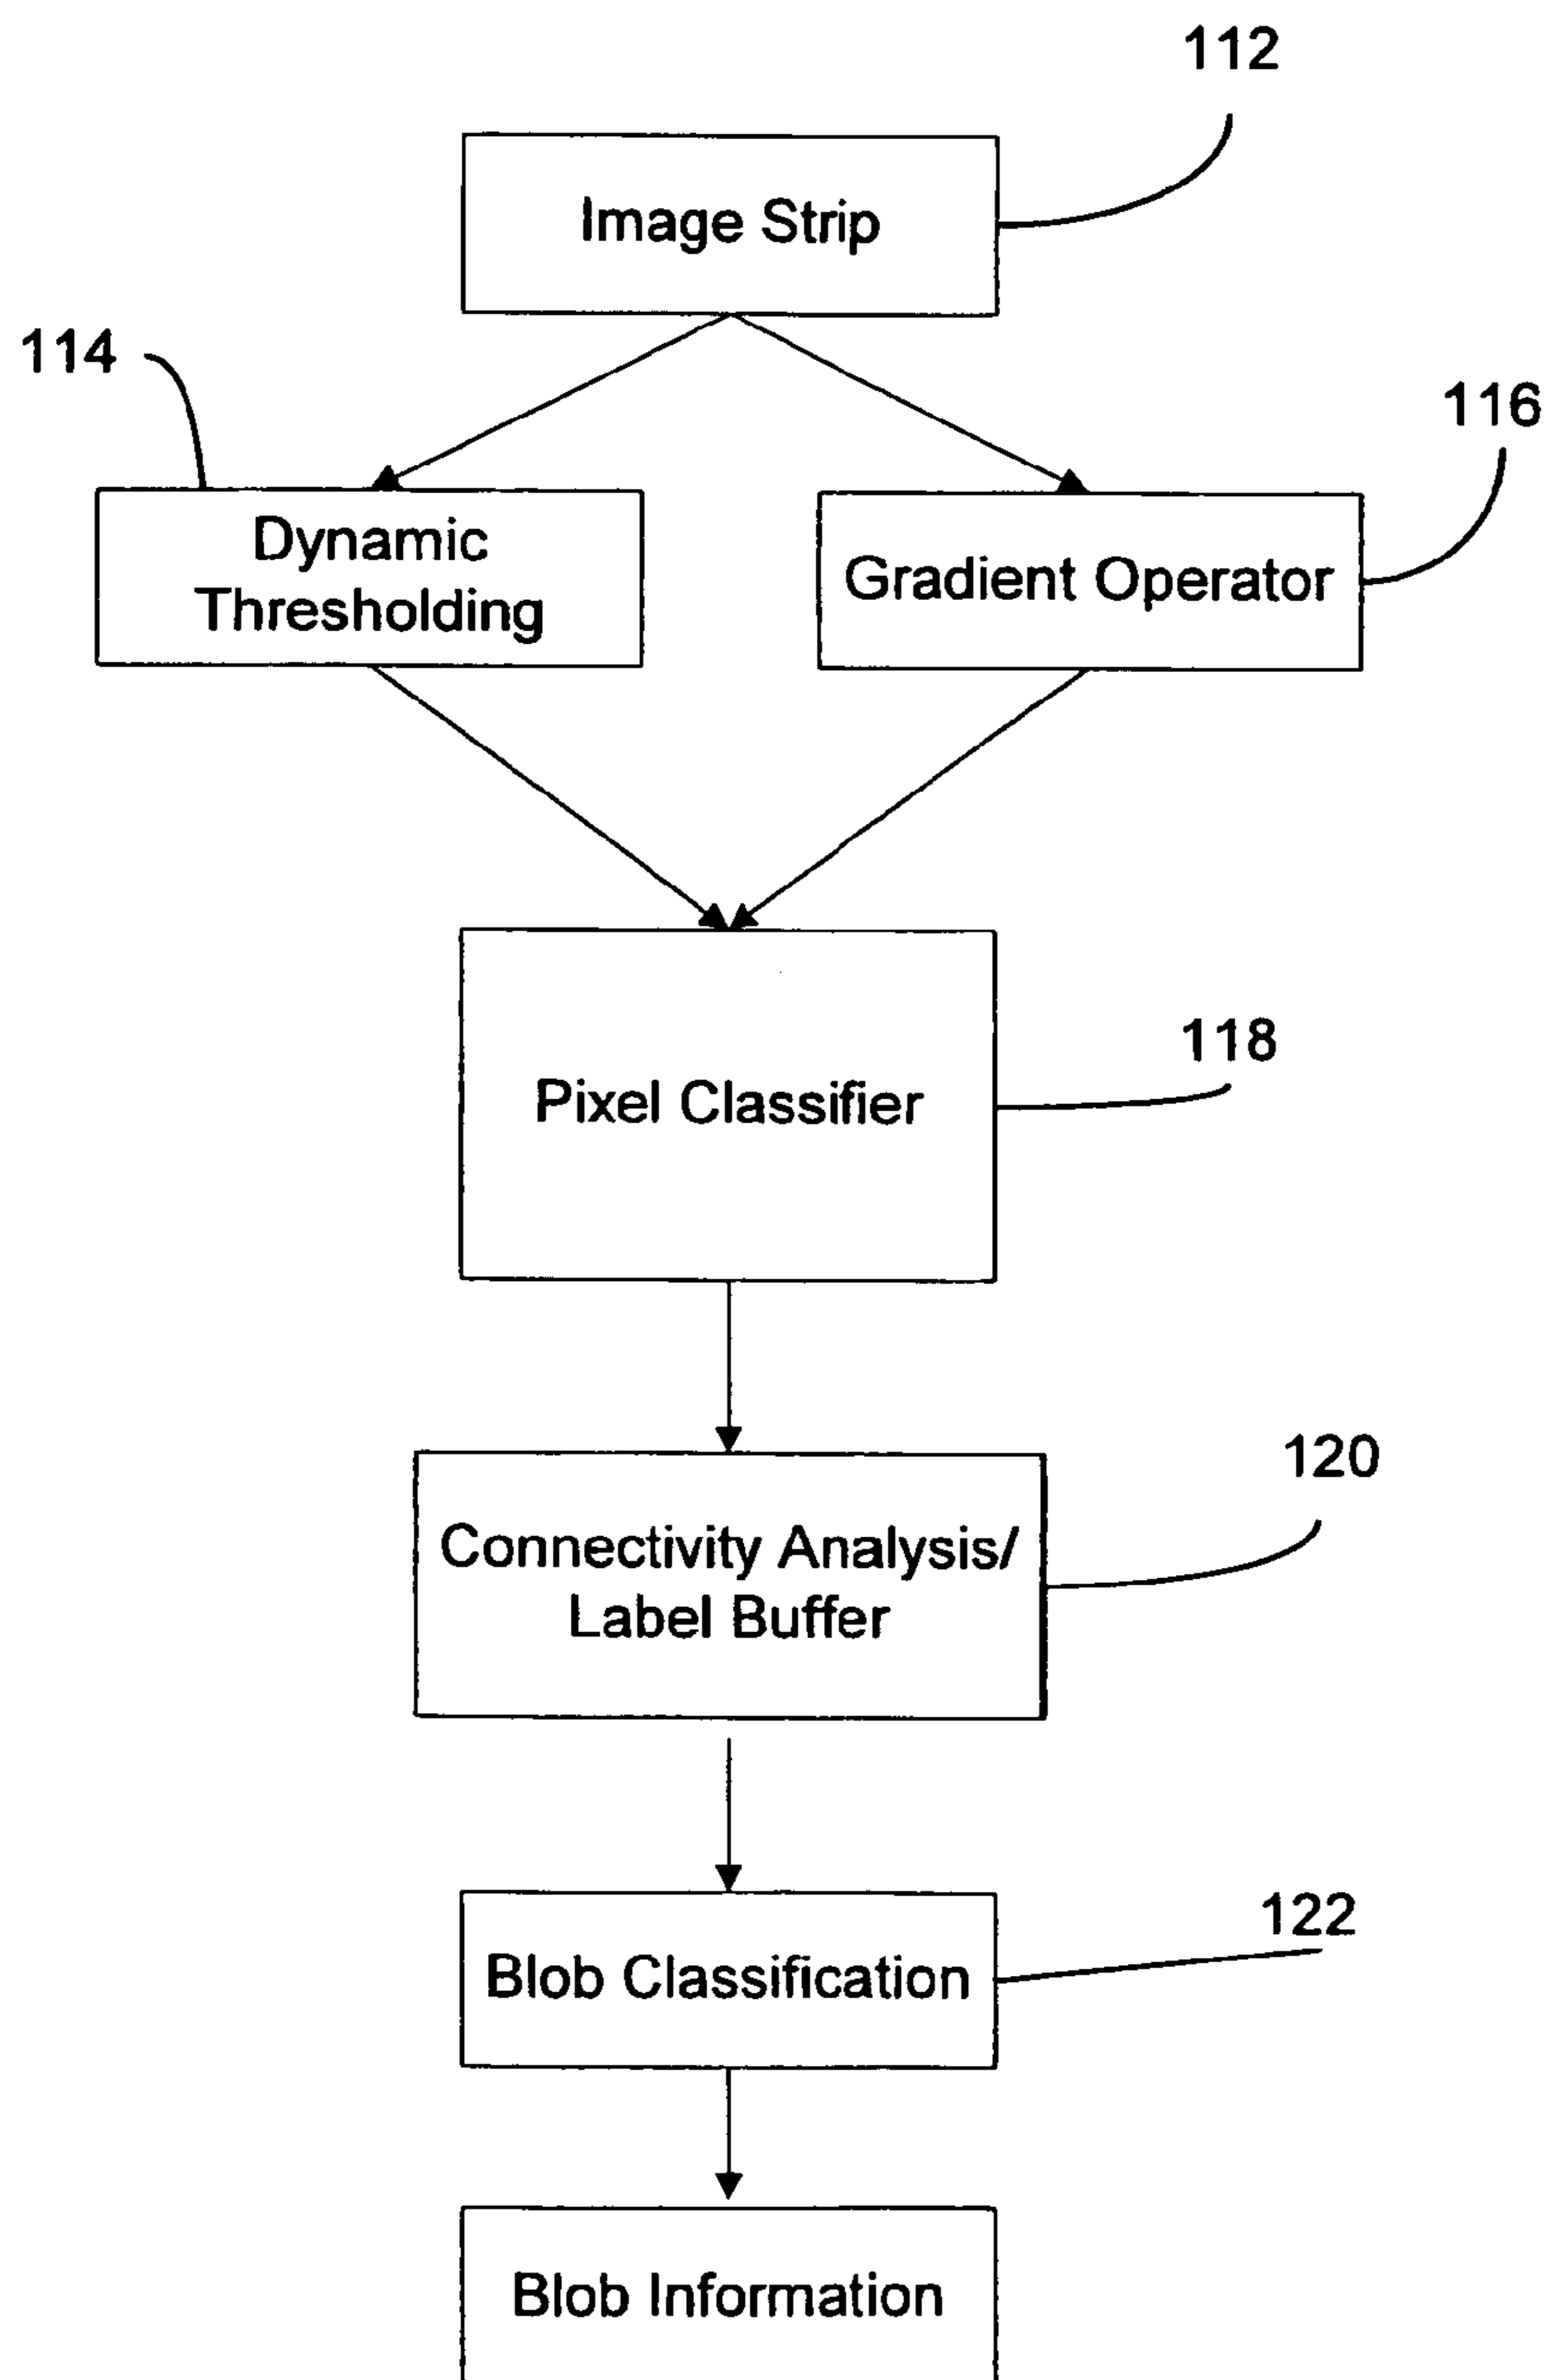 112
Image Strip
114
116
Dynamic
Thresholding
Gradient Operator
118
Pixel Classifier
120
Connectivity Analysis/
Label Buffer
122
Blob Classification
Blob Information